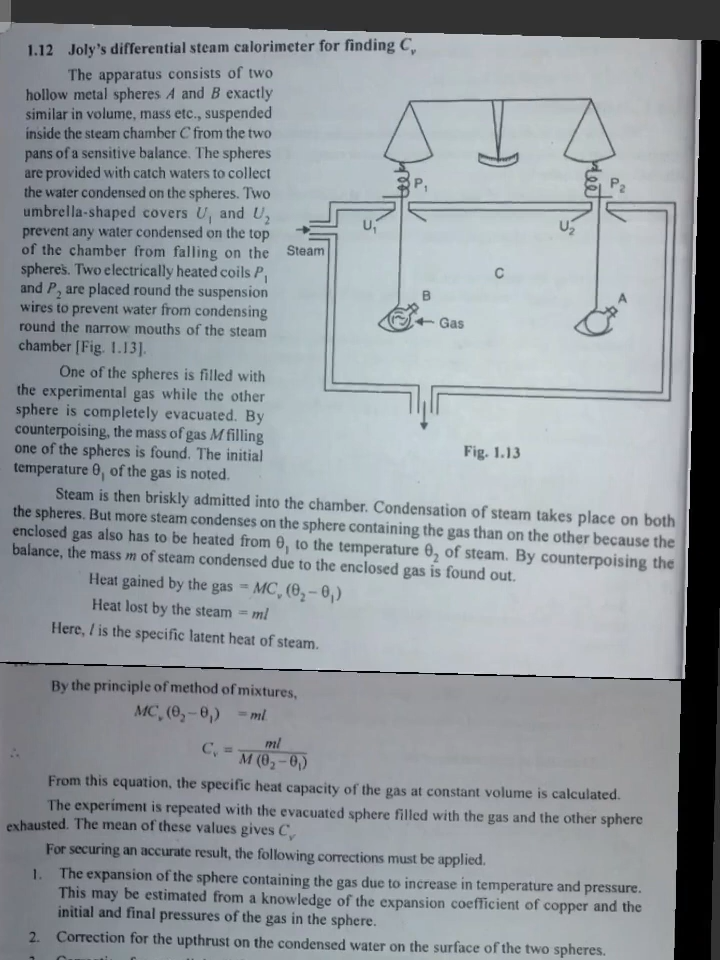 1.12 Joly's differential steam calorimeter for finding Cv
The apparatus consists of two
hollow metal spheres A and B exactly
similar in volume, mass etc., suspended
inside the steam chamber C from the two
pans of a sensitive balance. The spheres
are provided with catch waters to collect
the water condensed on the spheres. Two
umbrella-shaped covers U1 and U2
prevent any water condensed on the top
of the chamber from falling on the
spheres. Two electrically heated coils P1
and P2 are placed round the suspension
wires to prevent water from condensing
round the narrow mouths of the steam
chamber [Fig. 1.13].
P1
P2
U1
U2
Steam
C
B
A
Gas
Fig. 1.13
One of the spheres is filled with
the experimental gas while the other
sphere is completely evacuated. By
counterpoising, the mass of gas M filling
one of the spheres is found. The initial
temperature θ1 of the gas is noted.
Steam is then briskly admitted into the chamber. Condensation of steam takes place on both
the spheres. But more steam condenses on the sphere containing the gas than on the other because the
enclosed gas also has to be heated from θ1 to the temperature θ2 of steam. By counterpoising the
balance, the mass m of steam condensed due to the enclosed gas is found out.
Heat gained by the gas = MCv (θ2 – θ1)
Heat lost by the steam = ml
Here, l is the specific latent heat of steam.
By the principle of method of mixtures,
MCv (θ2 – θ1) = ml
∴ Cv = ml / M (θ2 – θ1)
From this equation, the specific heat capacity of the gas at constant volume is calculated.
The experiment is repeated with the evacuated sphere filled with the gas and the other sphere
exhausted. The mean of these values gives Cv
For securing an accurate result, the following corrections must be applied.
1. The expansion of the sphere containing the gas due to increase in temperature and pressure.
This may be estimated from a knowledge of the expansion coefficient of copper and the
initial and final pressures of the gas in the sphere.
2. Correction for the upthrust on the condensed water on the surface of the two spheres.